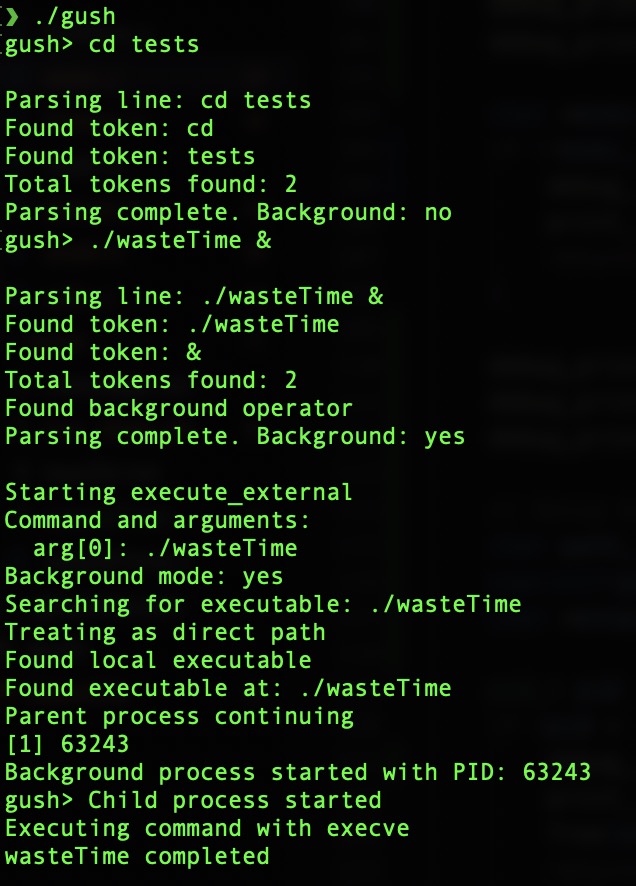 ❯ ./gush
gush> cd tests
Parsing line: cd tests
Found token: cd
Found token: tests
Total tokens found: 2
Parsing complete. Background: no
gush> ./wasteTime &
Parsing line: ./wasteTime &
Found token: ./wasteTime
Found token: &
Total tokens found: 2
Found background operator
Parsing complete. Background: yes
Starting execute_external
Command and arguments:
  arg[0]: ./wasteTime
Background mode: yes
Searching for executable: ./wasteTime
Treating as direct path
Found local executable
Found executable at: ./wasteTime
Parent process continuing
[1] 63243
Background process started with PID: 63243
gush> Child process started
Executing command with execve
wasteTime completed